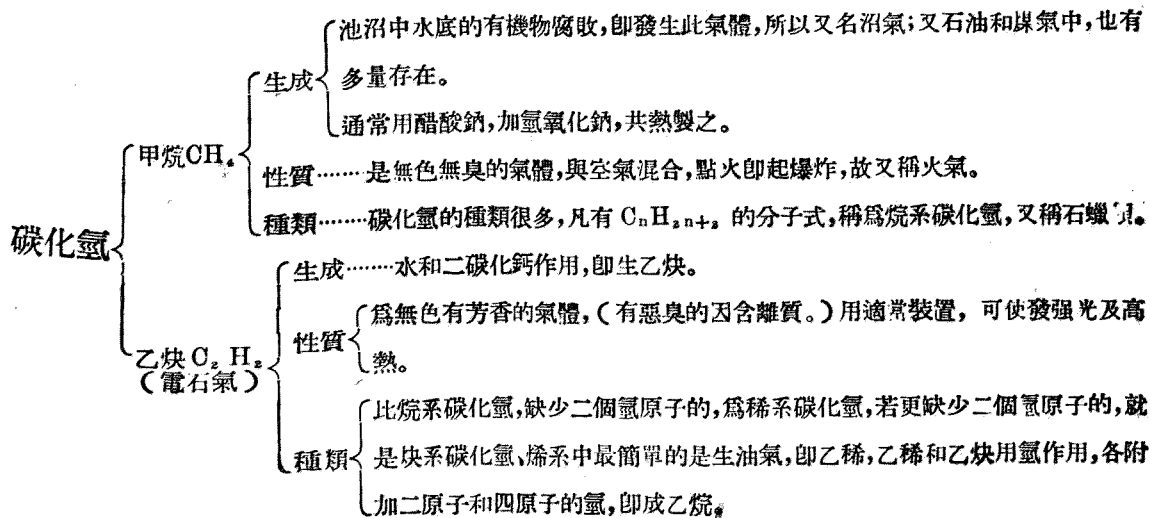 池沼中水底的有機物腐敗,卽發生此氣體,所以又名沼氣;又石油和煤氣中,也有
生成
多量存在。
通常用醋酸鈉,加氫氧化鈉,共熱製之。
甲烷CH₄
性質……是無色無臭的氣體,與空氣混合,點火卽起爆炸,故又稱火氣。
種類……碳化氫的種類很多,凡有 CₙH₂ₙ₊₂ 的分子式,稱爲烷系碳化氫,又稱石蠟。
碳化氫
生成……水和二碳化鈣作用,卽生乙炔。
爲無色有芳香的氣體,(有惡臭的因含雜質。)用適常裝置,可使發强光及高
性質
熱。
乙炔 C₂ H₂
(電石氣)
比烷系碳化氫,缺少二個氫原子的,爲稀系碳化氫,若更缺少二個氫原子的,就
種類
是炔系碳化氫、烯系中最簡單的是生油氣,卽乙稀,乙稀和乙炔用氫作用,各附
加二原子和四原子的氫,卽成乙烷。